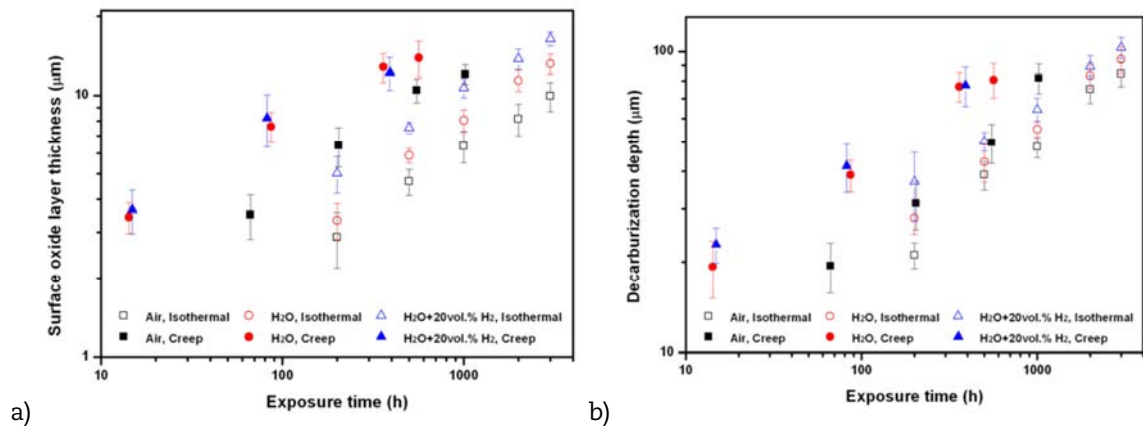 Surface oxide layer thickness (μm)
10
1
Air, Isothermal
H2O, Isothermal
H2O+20vol.% H2, Isothermal
Air, Creep
H2O, Creep
H2O+20vol.% H2, Creep
10
100
1000
Exposure time (h)
a)
Decarburization depth (μm)
100
10
Air, Isothermal
H2O, Isothermal
H2O+20vol.% H2, Isothermal
Air, Creep
H2O, Creep
H2O+20vol.% H2, Creep
10
100
1000
Exposure time (h)
b)